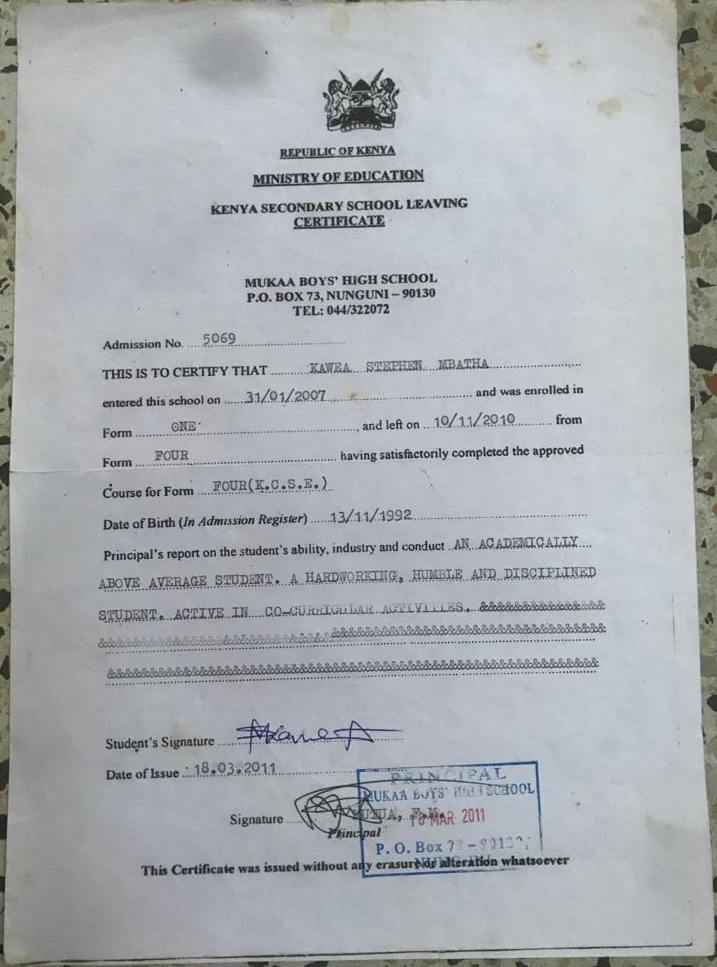 REPUBLIC OF KENYA
MINISTRY OF EDUCATION
KENYA SECONDARY SCHOOL LEAVING
CERTIFICATE
MUKAA BOYS' HIGH SCHOOL
P.O. BOX 73, NUNGUNI – 90130
TEL: 044/322072
Admission No. 5069
THIS IS TO CERTIFY THAT KAWEA STEPHEN MBATHA
entered this school on 31/01/2007 and was enrolled in
Form ONE , and left on 10/11/2010 from
Form FOUR having satisfactorily completed the approved
Course for Form FOUR(K.C.S.E.)
Date of Birth (In Admission Register) 13/11/1992
Principal's report on the student's ability, industry and conduct AN ACADEMICALLY
ABOVE AVERAGE STUDENT. A HARDWORKING, HUMBLE AND DISCIPLINED
STUDENT. ACTIVE IN CO-CURRICULAR ACTIVITIES.
Student's Signature
Date of Issue 18.03.2011
PRINCIPAL
MUKAA BOYS' HIGH SCHOOL
Signature MUTUA, 18 MAR 2011
Principal
P. O. Box 73 – 90130
This Certificate was issued without any erasure or alteration whatsoever